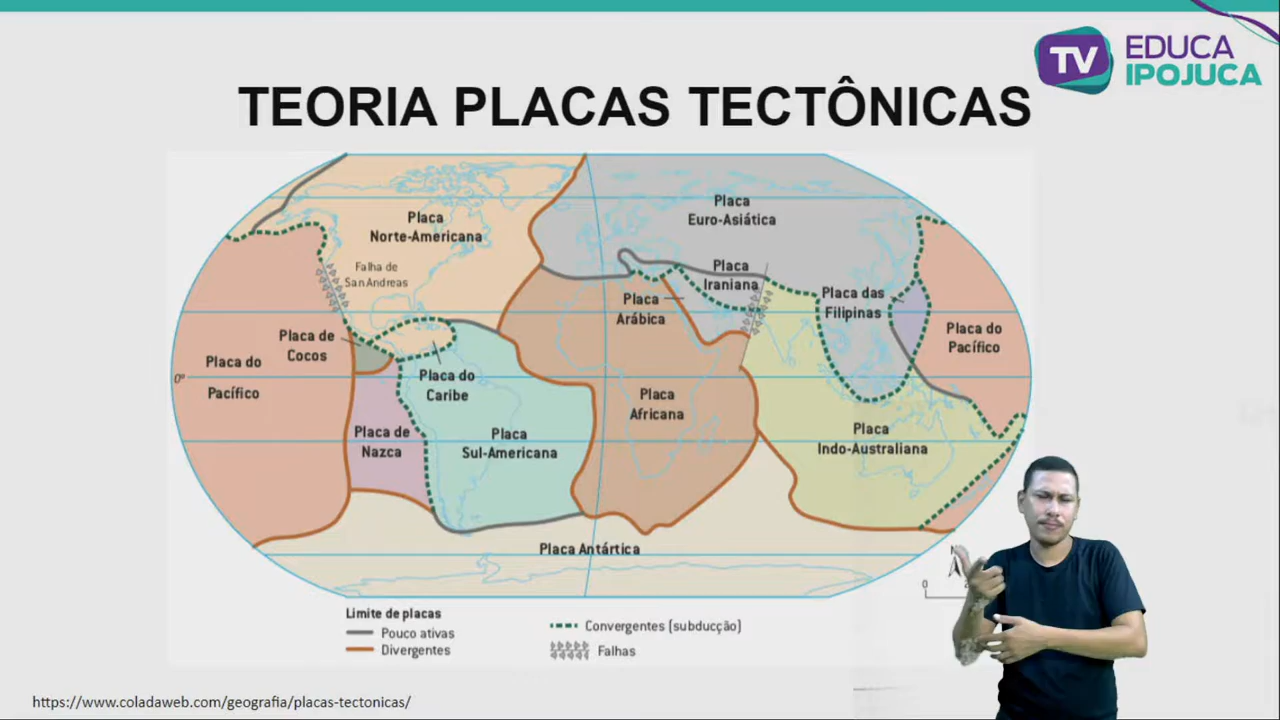 TV
EDUCA
IPOJUCA
TEORIA PLACAS TECTÔNICAS
Placa
Norte-Americana
Placa
Euro-Asiática
Falha de
San Andreas
Placa
Iraniana
Placa
Arábica
Placa das
Filipinas
Placa de
Cocos
Placa do
Pacífico
Placa do
Pacífico
0º
Placa do
Caribe
Placa
Africana
Placa de
Nazca
Placa
Sul-Americana
Placa
Indo-Australiana
Placa Antártica
N
0
Limite de placas
Pouco ativas
Divergentes
Convergentes (subducção)
Falhas
https://www.coladaweb.com/geografia/placas-tectonicas/